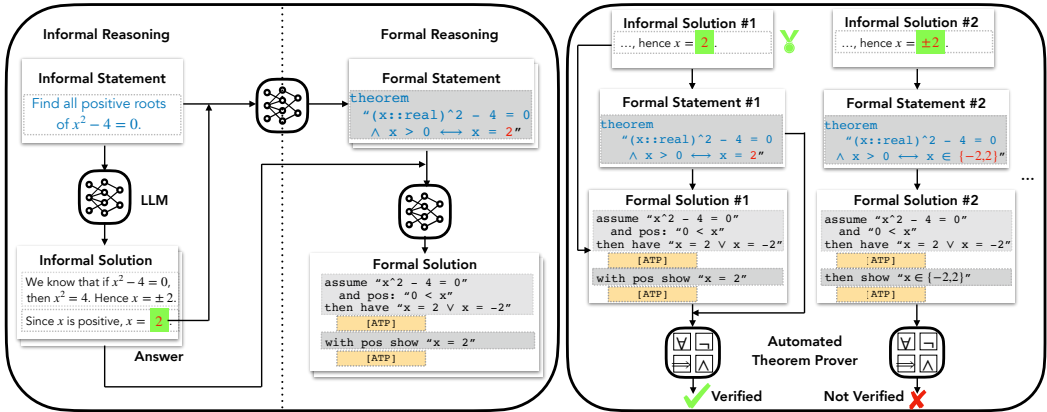 Informal Reasoning
Informal Statement
Find all positive roots
of x² − 4 = 0.
LLM
Informal Solution
We know that if x² − 4 = 0,
then x² = 4. Hence x = ± 2.
Since x is positive, x = 2.
Answer
Formal Reasoning
Formal Statement
theorem
“(x::real)^2 - 4 = 0
∧ x > 0 ⟷ x = 2”
Formal Solution
assume “x^2 - 4 = 0”
and pos: “0 < x”
then have “x = 2 ∨ x = -2”
[ATP]
with pos show “x = 2”
[ATP]
Informal Solution #1
…, hence x = 2.
Formal Statement #1
theorem
“(x::real)^2 - 4 = 0
∧ x > 0 ⟷ x = 2”
Formal Solution #1
assume “x^2 - 4 = 0”
and pos: “0 < x”
then have “x = 2 ∨ x = -2”
[ATP]
with pos show “x = 2”
[ATP]
Informal Solution #2
…, hence x = ±2.
Formal Statement #2
theorem
“(x::real)^2 - 4 = 0
∧ x > 0 ⟷ x ∈ {−2,2}”
Formal Solution #2
assume “x^2 - 4 = 0”
and pos: “0 < x”
then have “x = 2 ∨ x = -2”
[ATP]
then show “x ∈ {-2,2}”
[ATP]
...
Automated
Theorem Prover
∀ ¬
⟹ ∧
∀ ¬
⟹ ∧
Verified
Not Verified